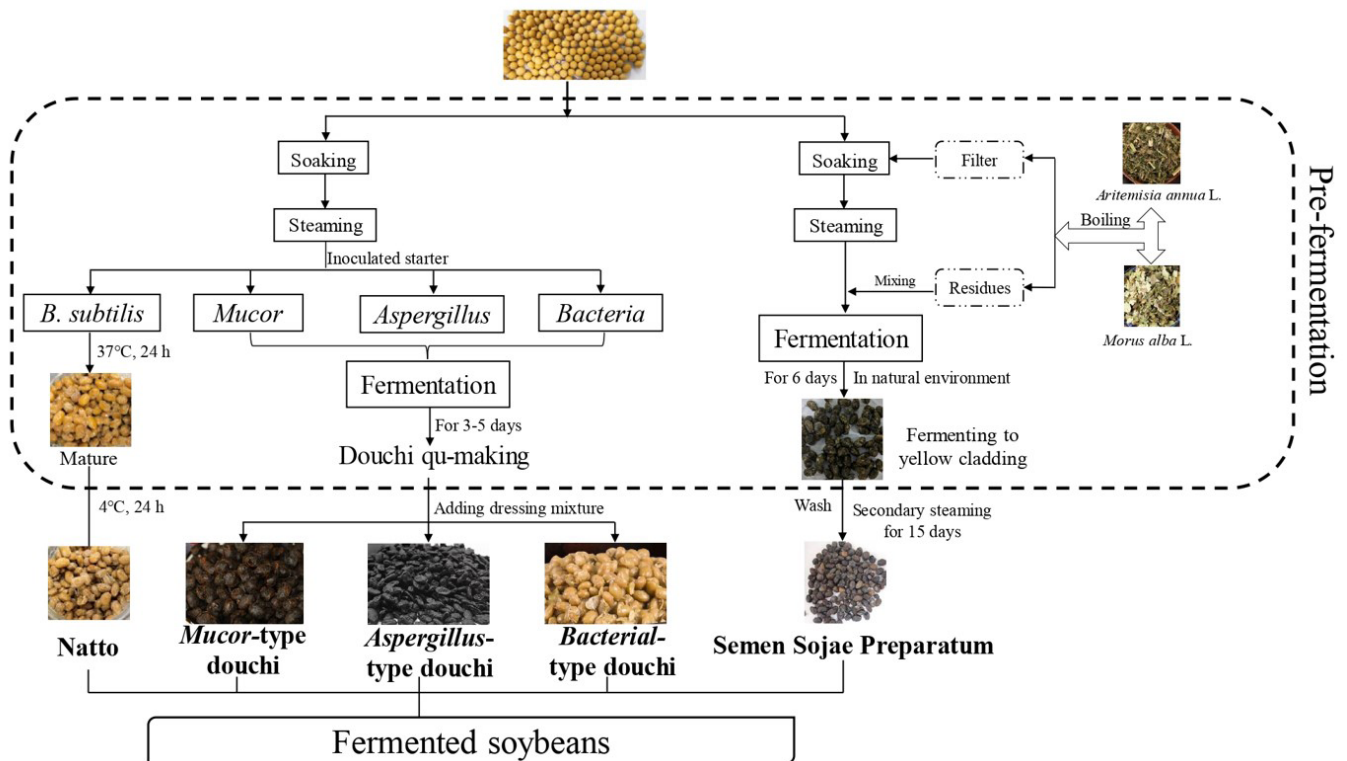 Soaking
Steaming
Inoculated starter
B. subtilis
Mucor
Aspergillus
Bacteria
37°C, 24 h
Mature
Fermentation
For 3-5 days
Douchi qu-making
Soaking
Filter
Aritemisia annua L.
Boiling
Steaming
Mixing
Residues
Morus alba L.
Fermentation
For 6 days
In natural environment
Fermenting to
yellow cladding
Pre-fermentation
4°C, 24 h
Adding dressing mixture
Wash
Secondary steaming
for 15 days
Natto
Mucor-type
douchi
Aspergillus-
type douchi
Bacterial-
type douchi
Semen Sojae Preparatum
Fermented soybeans